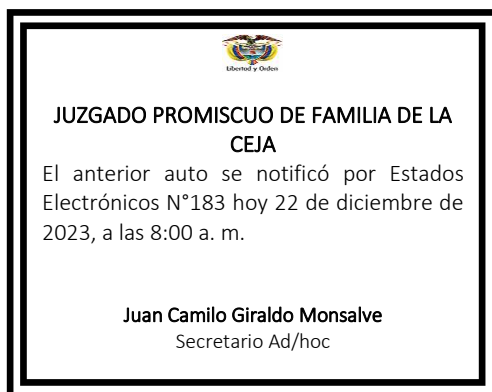 Libertad y Orden
JUZGADO PROMISCUO DE FAMILIA DE LA
CEJA
El anterior auto se notificó por Estados
Electrónicos N°183 hoy 22 de diciembre de
2023, a las 8:00 a. m.
Juan Camilo Giraldo Monsalve
Secretario Ad/hoc